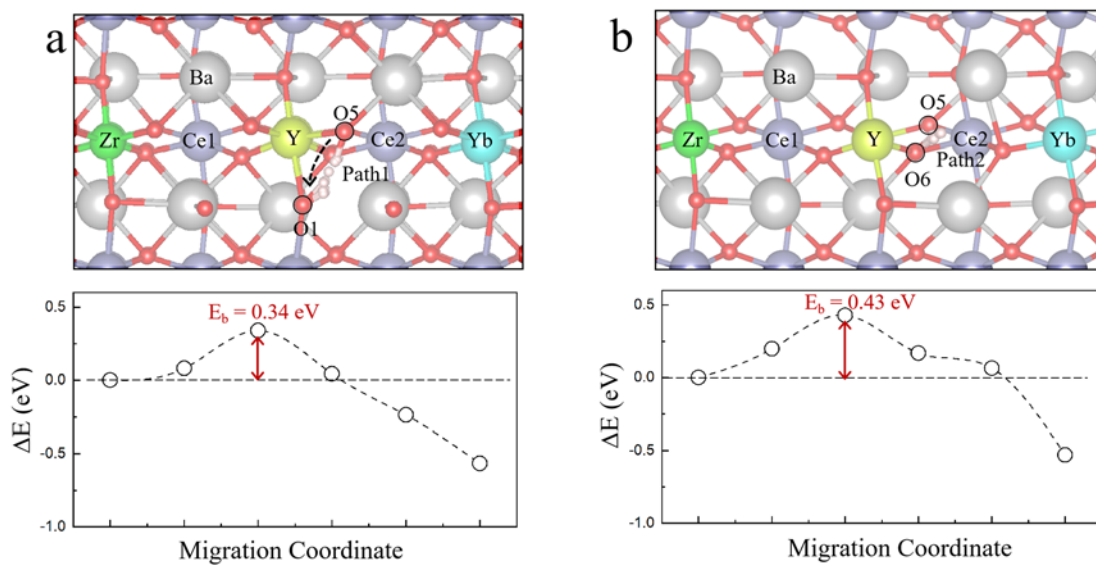 a
Ba
O5
Zr
Ce1
Y
Ce2
Yb
Path1
O1
0.5
0.0
-0.5
-1.0
ΔE (eV)
E_b = 0.34 eV
Migration Coordinate
b
Ba
O5
Zr
Ce1
Y
Ce2
Yb
Path2
O6
0.5
0.0
-0.5
-1.0
ΔE (eV)
E_b = 0.43 eV
Migration Coordinate